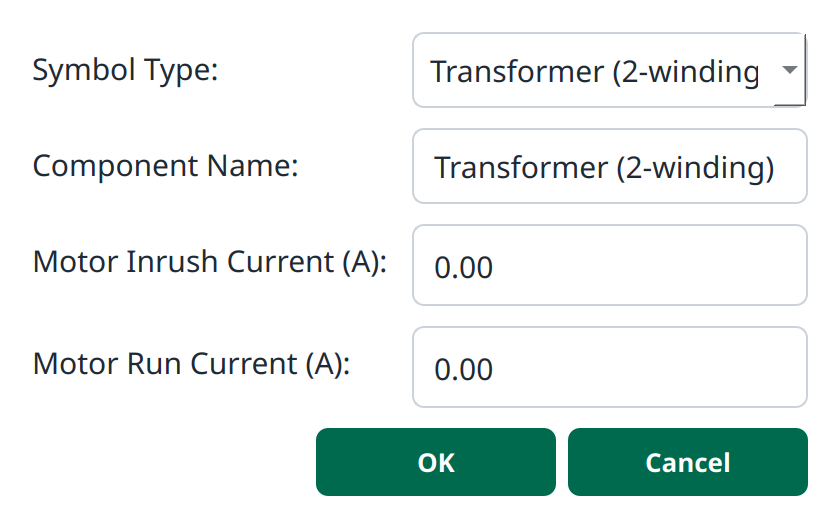 Symbol Type: Transformer (2-winding
Component Name: Transformer (2-winding)
Motor Inrush Current (A): 0.00
Motor Run Current (A): 0.00
OK Cancel